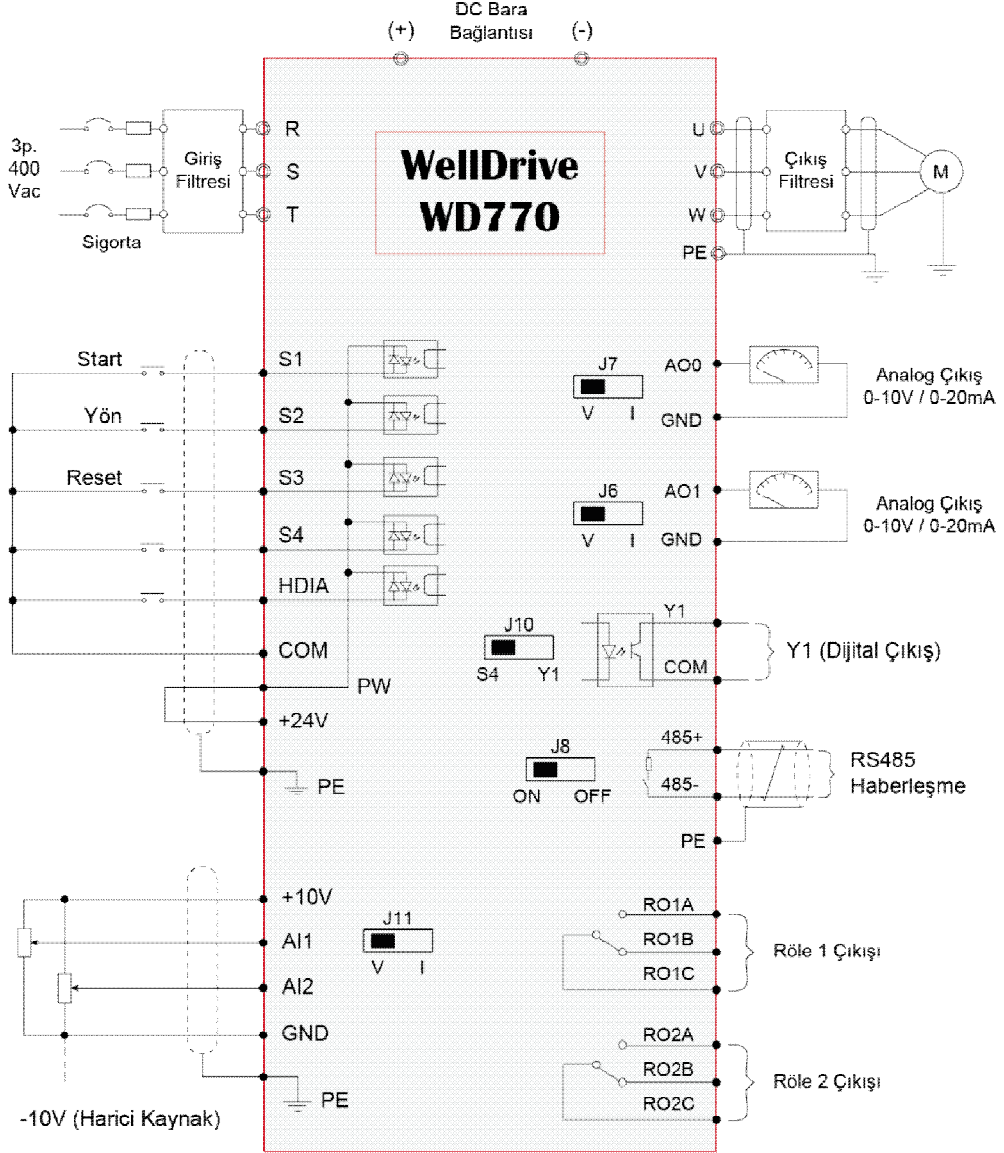 DC Bara
Bağlantısı
(+)
(-)
3p.
400
Vac
Giriş
Filtresi
Sigorta
R
S
T
WellDrive
WD770
U
V
W
PE
Çıkış
Filtresi
M
Start
Yön
Reset
S1
S2
S3
S4
HDIA
COM
PW
+24V
PE
J7
V I
AO0
GND
Analog Çıkış
0-10V / 0-20mA
J6
V I
AO1
GND
Analog Çıkış
0-10V / 0-20mA
J10
S4 Y1
Y1
COM
Y1 (Dijital Çıkış)
J8
ON OFF
485+
485-
PE
RS485
Haberleşme
+10V
AI1
AI2
GND
PE
J11
V I
-10V (Harici Kaynak)
RO1A
RO1B
RO1C
Röle 1 Çıkışı
RO2A
RO2B
RO2C
Röle 2 Çıkışı